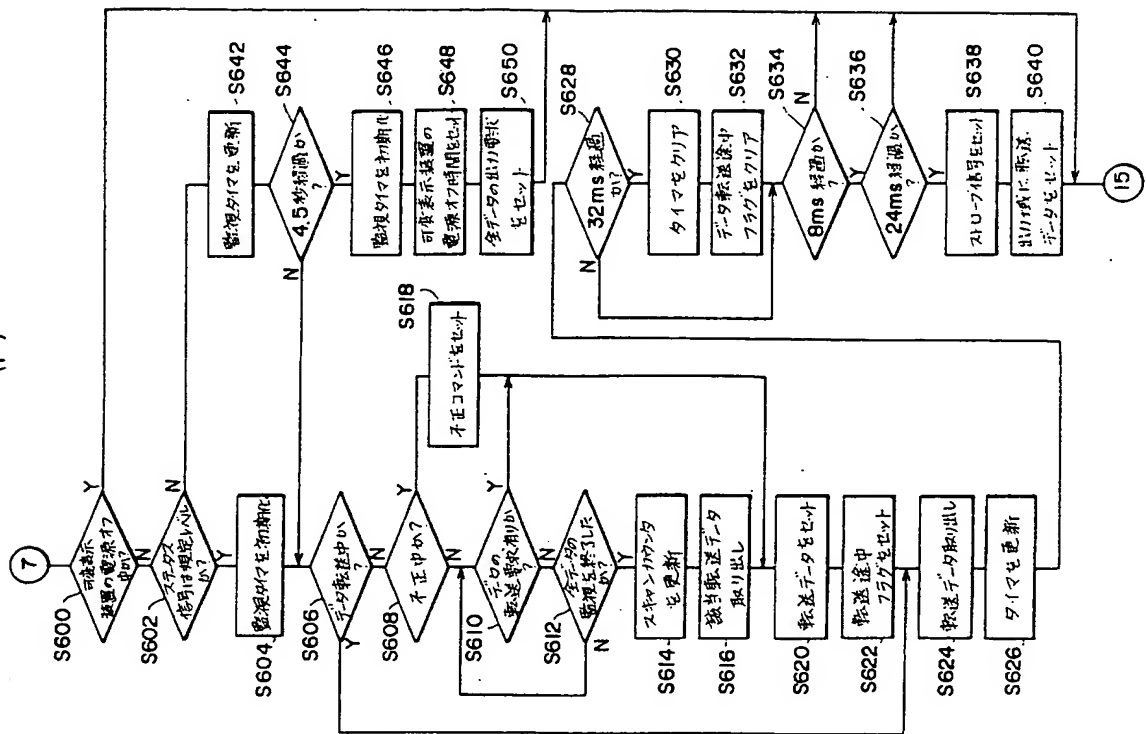 7
S600
可変表示
装置の電源オフ
中か?
Y
N
S602
ステータス
信号は規定レベル
か?
N
Y
S604
監視タイマを初期化
S606
データ転送中か
?
Y
N
S608
不正中か?
Y
N
S610
転送要求有りか
?
Y
N
S612
全データの
監視を終了した
か?
N
Y
S614
スキャンカウンタ
を更新
S616
該当転送データ
取り出し
S618
不正コマンドをセット
S620
転送データをセット
S622
転送途中
フラグをセット
S624
転送データ取り出し
S626
タイマを更新
S642
監視タイマを更新
S644
4.5秒経過か
?
N
Y
S646
監視タイマを初期化
S648
可変表示装置の
電源オフ時間をセット
S650
全データの出力要求
をセット
S628
32ms経過
か?
N
Y
S630
タイマをクリア
S632
データ転送途中
フラグをクリア
S634
8ms経過か
?
N
Y
S636
24ms経過か
?
Y
S638
ストローブ信号をセット
S640
出力域に転送
データをセット
15